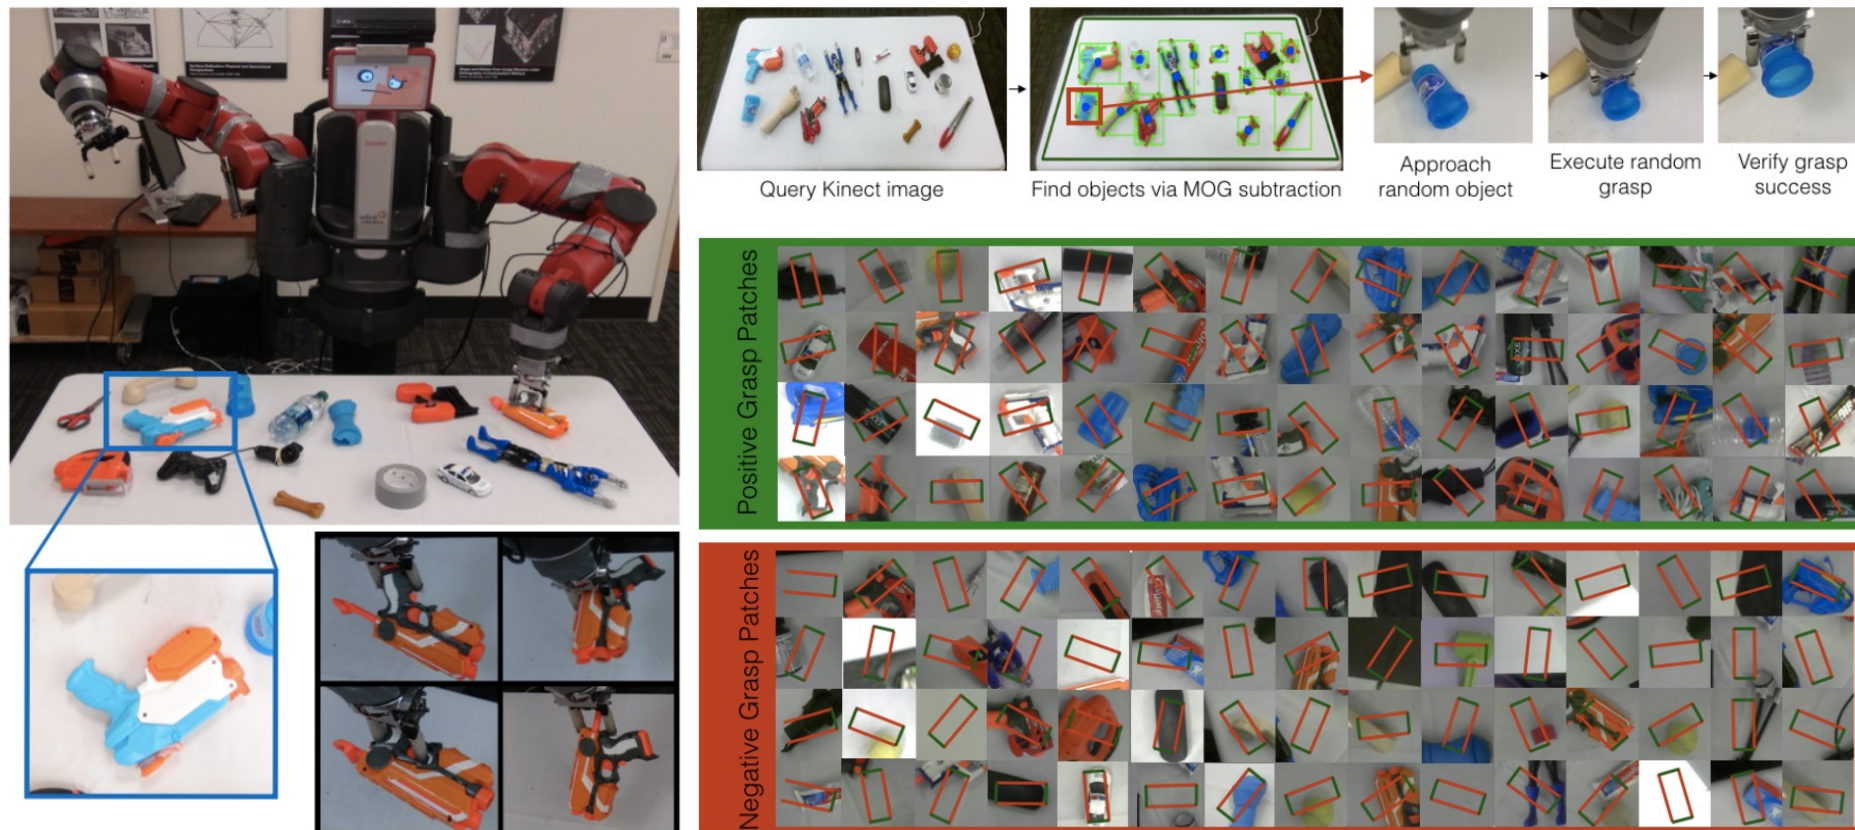 Query Kinect image
Find objects via MOG subtraction
Approach
random object
Execute random
grasp
Verify grasp
success
Positive Grasp Patches
Negative Grasp Patches